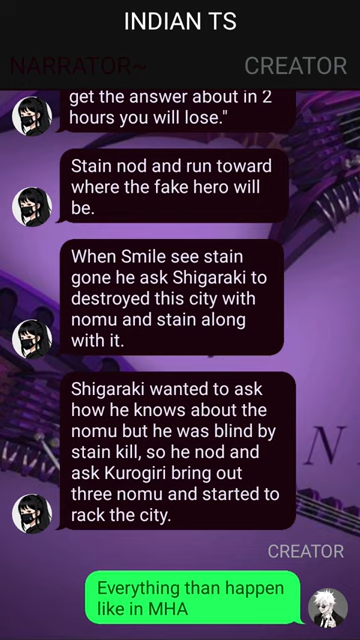 INDIAN TS
NARRATOR~
CREATOR
get the answer about in 2
hours you will lose."
Stain nod and run toward
where the fake hero will
be.
When Smile see stain
gone he ask Shigaraki to
destroyed this city with
nomu and stain along
with it.
Shigaraki wanted to ask
how he knows about the
nomu but he was blind by
stain kill, so he nod and
ask Kurogiri bring out
three nomu and started to
rack the city.
N
CREATOR
Everything than happen
like in MHA